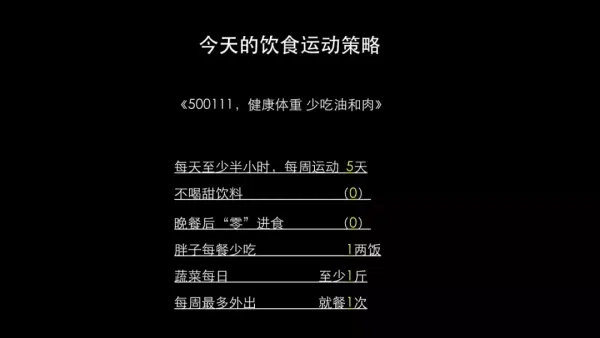 今天的饮食运动策略
《500111，健康体重 少吃油和肉》
每天至少半小时，每周运动 5天
不喝甜饮料 （0）
晚餐后“零”进食 （0）
胖子每餐少吃 1两饭
蔬菜每日 至少1斤
每周最多外出 就餐1次